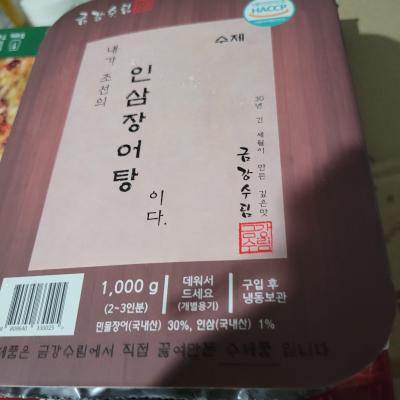 금강수림
HACCP
수제
내가 조선의
인삼장어탕
이다.
30년 긴 세월이 만든 깊은맛
금강수림
금강
수림
1,000 g
(2~3인분)
데워서
드세요
(개별용기)
구입 후
냉동보관
민물장어(국내산) 30%, 인삼(국내산) 1%
제품은 금강수림에서 직접 끓여만든 수제품 입니다.